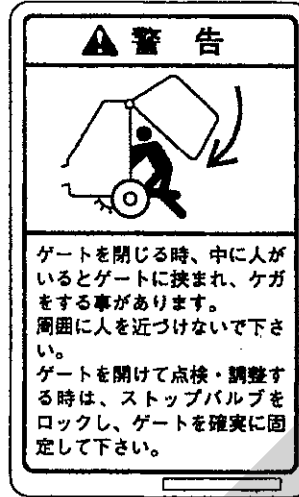 警 告
ゲートを閉じる時、中に人が
いるとゲートに挟まれ、ケガ
をする事があります。
周囲に人を近づけないで下さ
い。
ゲートを開けて点検・調整す
る時は、ストップバルブを
ロックし、ゲートを確実に固
定して下さい。